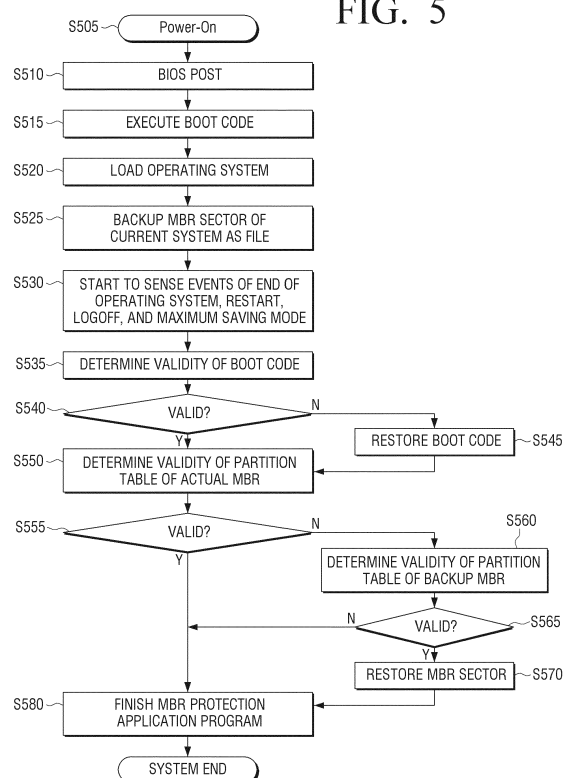 FIG. 5
S505
Power-On
S510
BIOS POST
S515
EXECUTE BOOT CODE
S520
LOAD OPERATING SYSTEM
S525
BACKUP MBR SECTOR OF
CURRENT SYSTEM AS FILE
S530
START TO SENSE EVENTS OF END OF
OPERATING SYSTEM, RESTART,
LOGOFF, AND MAXIMUM SAVING MODE
S535
DETERMINE VALIDITY OF BOOT CODE
S540
VALID?
N
Y
RESTORE BOOT CODE
S545
S550
DETERMINE VALIDITY OF PARTITION
TABLE OF ACTUAL MBR
S555
VALID?
N
Y
S560
DETERMINE VALIDITY OF PARTITION
TABLE OF BACKUP MBR
N
VALID?
S565
Y
RESTORE MBR SECTOR
S570
S580
FINISH MBR PROTECTION
APPLICATION PROGRAM
SYSTEM END